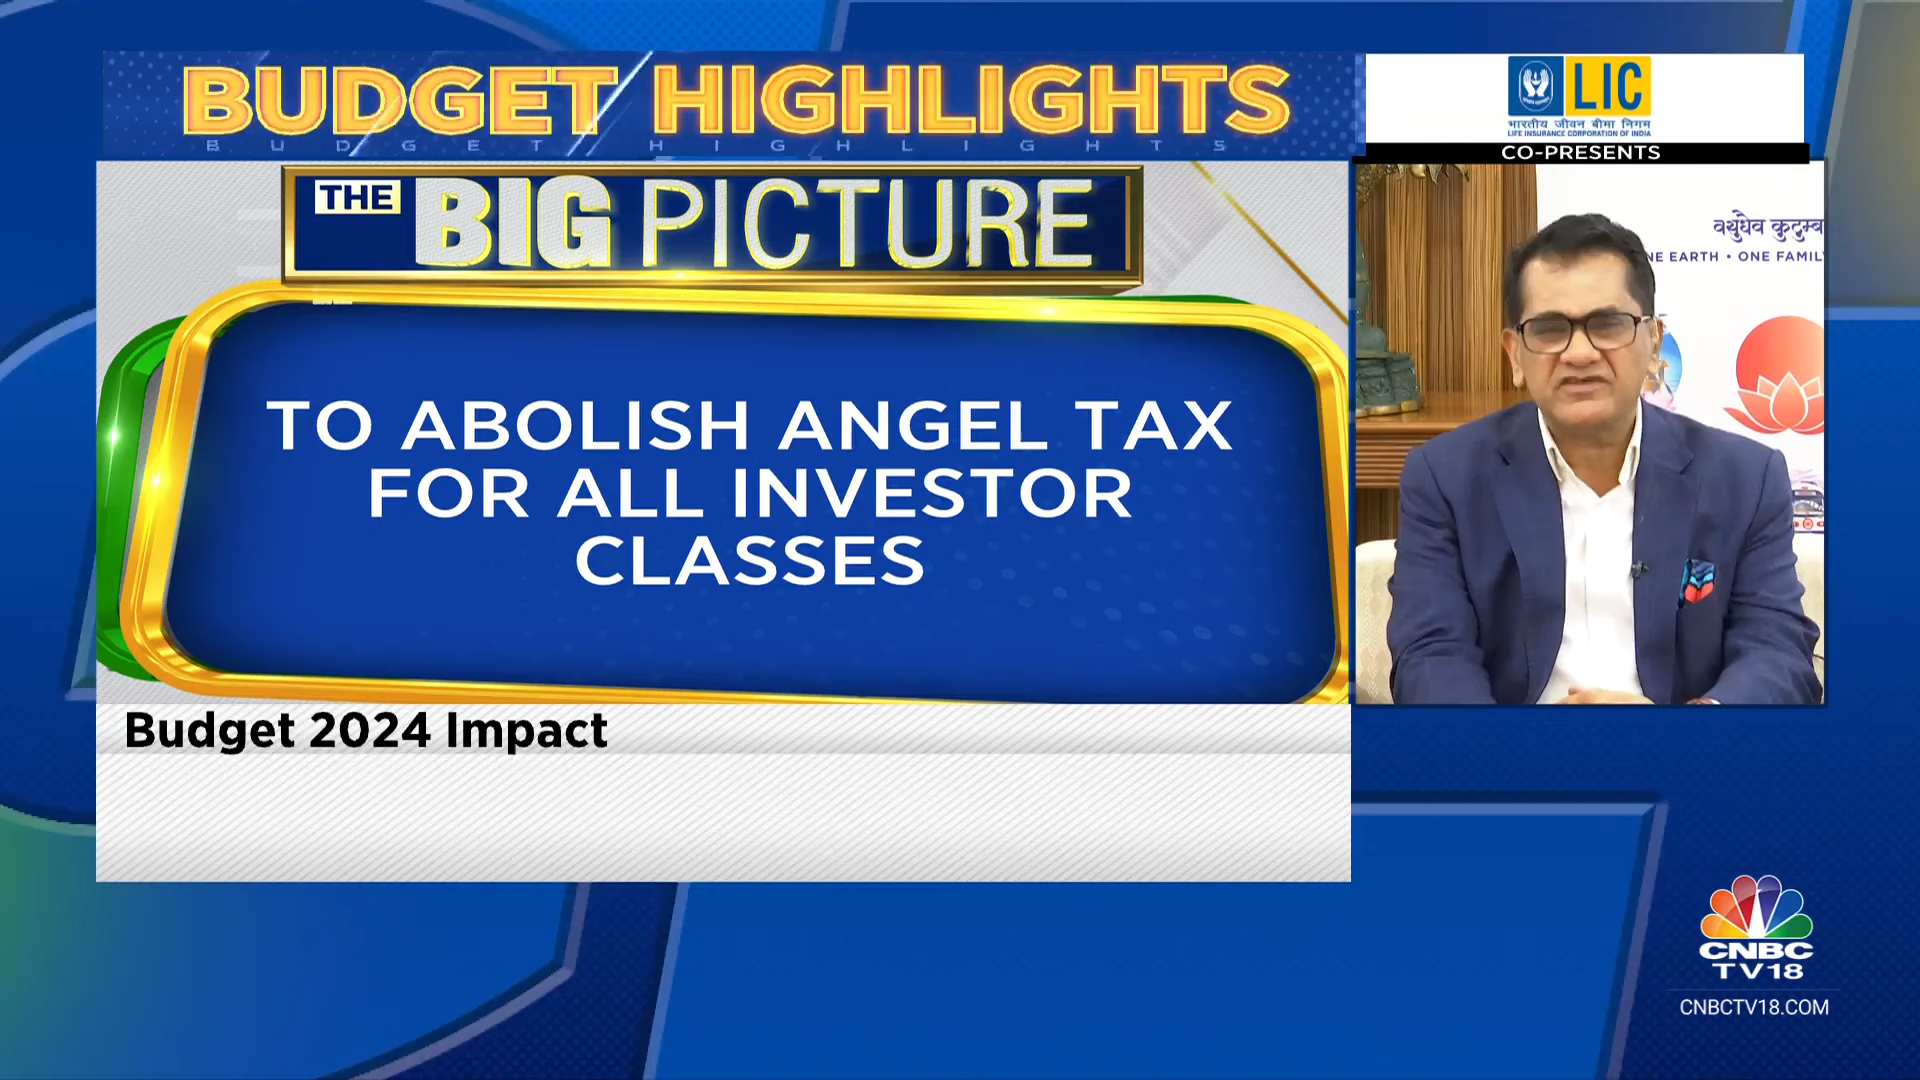 BUDGET HIGHLIGHTS
BUDGET HIGHLIGHTS
LIC
भारतीय जीवन बीमा निगम
LIFE INSURANCE CORPORATION OF INDIA
CO-PRESENTS
THE BIG PICTURE
TO ABOLISH ANGEL TAX
FOR ALL INVESTOR
CLASSES
वसुधैव कुटुम्ब
NE EARTH • ONE FAMIL
Budget 2024 Impact
CNBC
TV18
CNBCTV18.COM